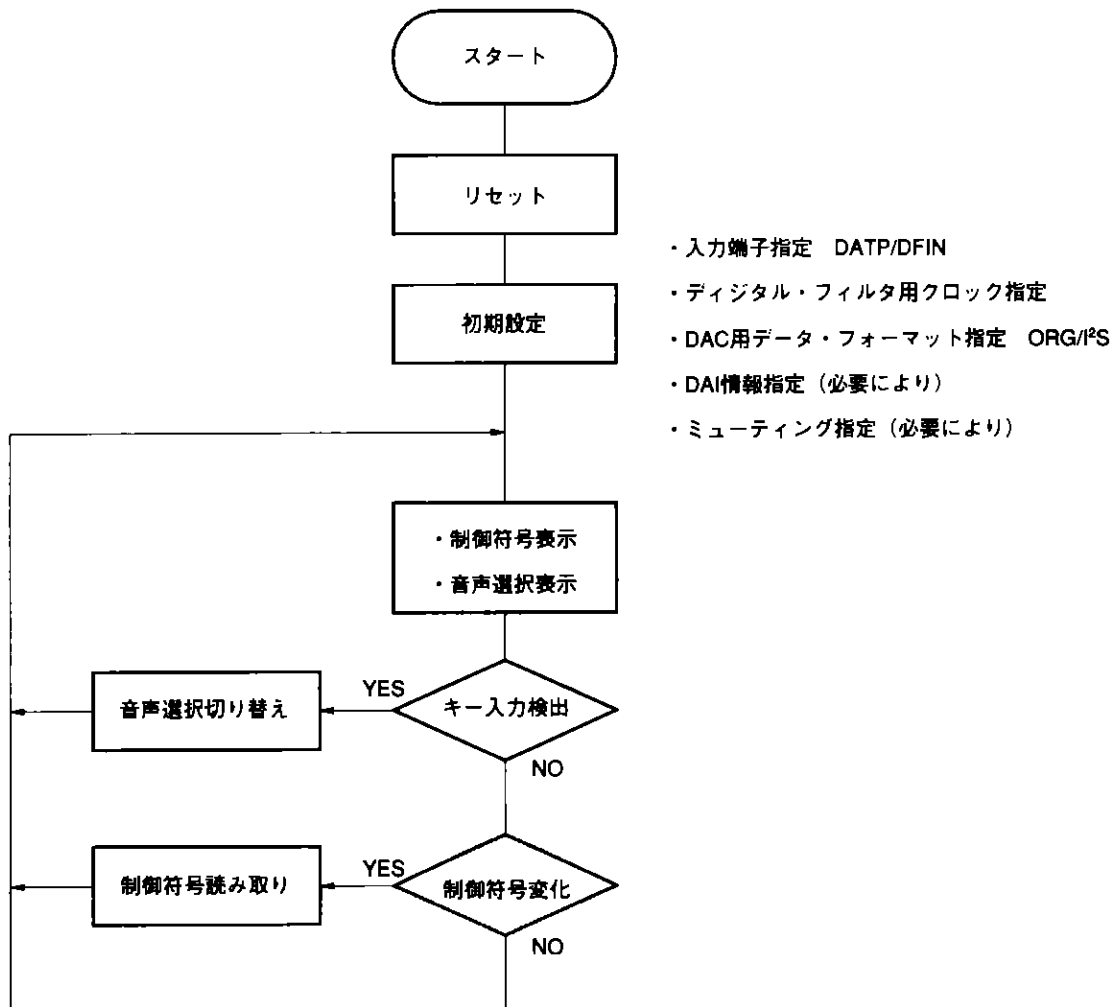 スタート
リセット
初期設定
・入力端子指定 DATP/DFIN
・ディジタル・フィルタ用クロック指定
・DAC用データ・フォーマット指定 ORG/I²S
・DAI情報指定（必要により）
・ミューティング指定（必要により）
・制御符号表示
・音声選択表示
キー入力検出
YES
音声選択切り替え
NO
制御符号変化
YES
制御符号読み取り
NO